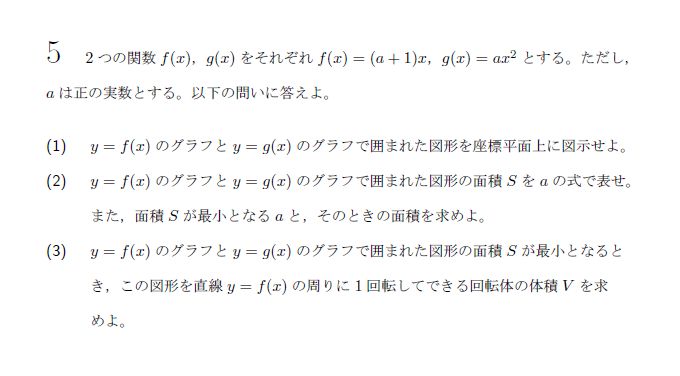 5 2 つの関数 f(x), g(x) をそれぞれ f(x) = (a + 1)x, g(x) = ax² とする。ただし,
a は正の実数とする。以下の問いに答えよ。
(1) y = f(x) のグラフと y = g(x) のグラフで囲まれた図形を座標平面上に図示せよ。
(2) y = f(x) のグラフと y = g(x) のグラフで囲まれた図形の面積 S を a の式で表せ。
また, 面積 S が最小となる a と, そのときの面積を求めよ。
(3) y = f(x) のグラフと y = g(x) のグラフで囲まれた図形の面積 S が最小となると
き, この図形を直線 y = f(x) の周りに 1 回転してできる回転体の体積 V を求
めよ。